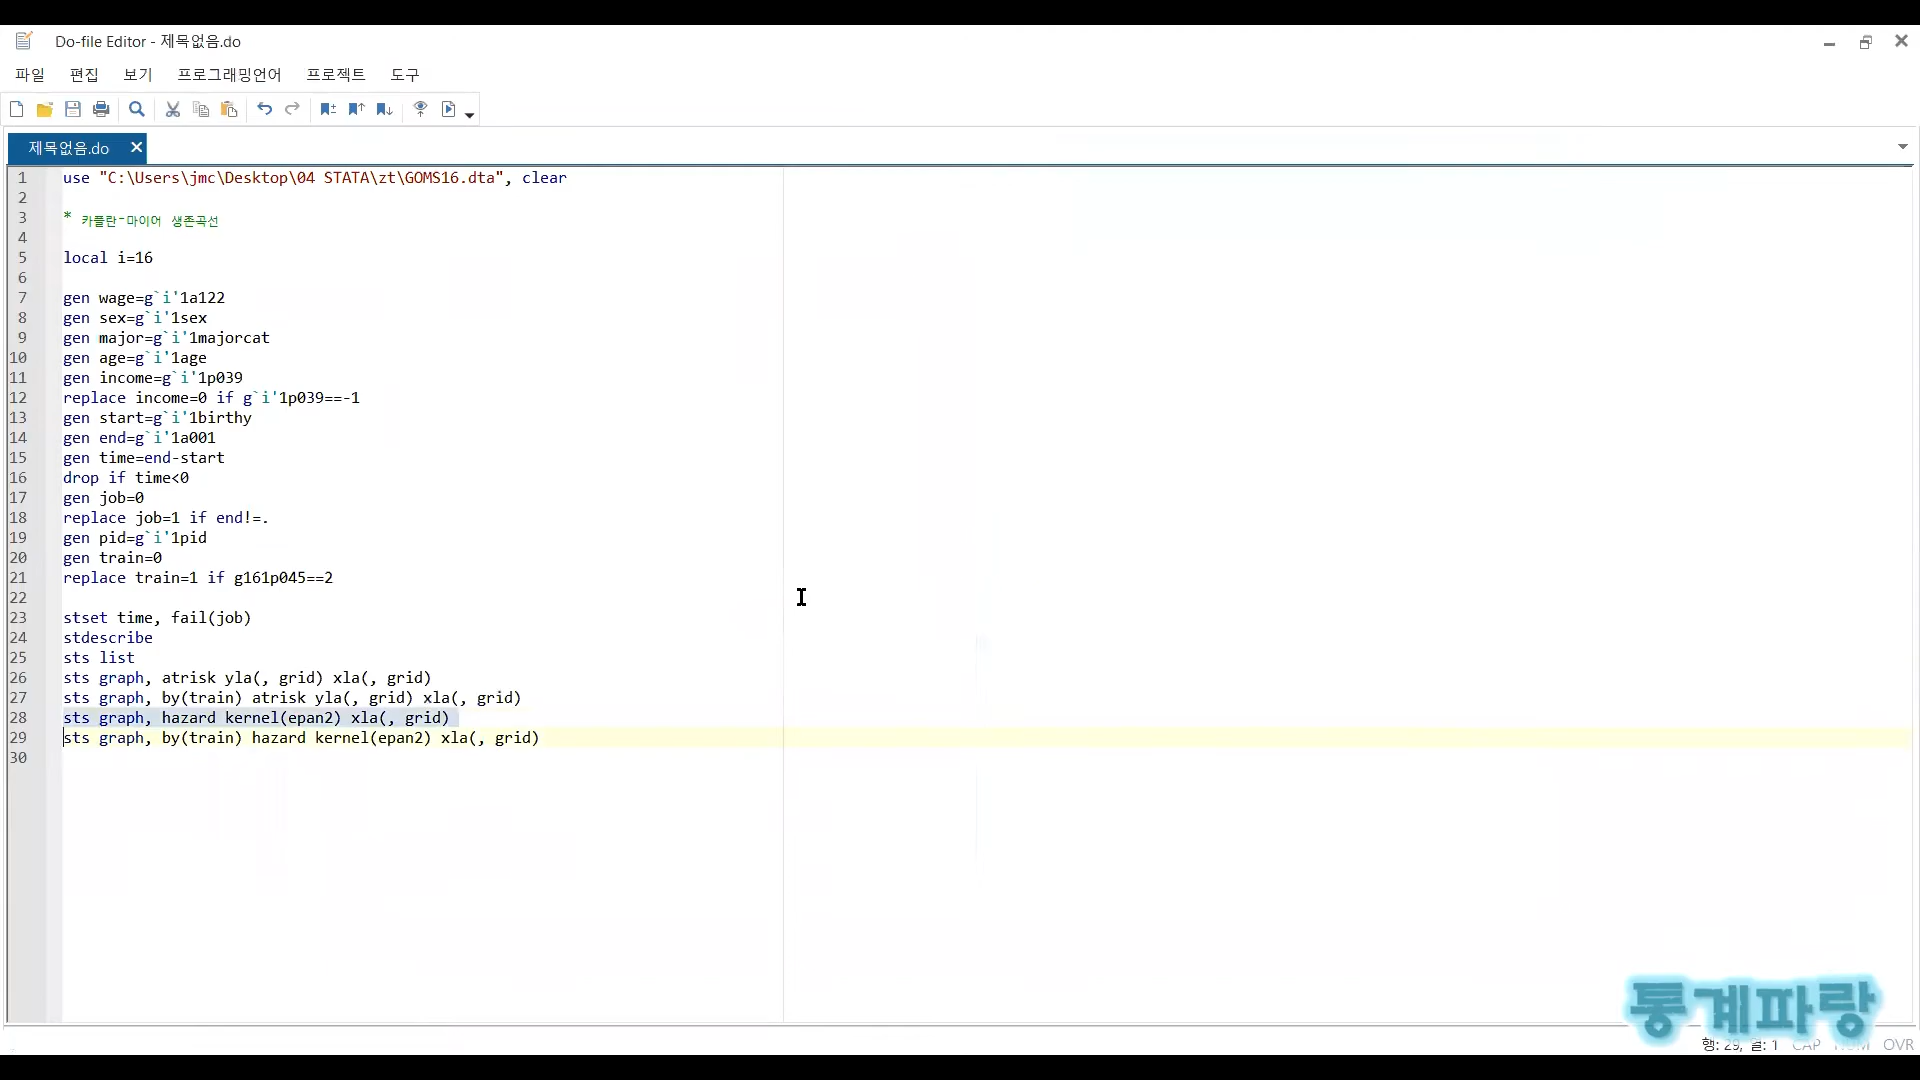 Do-file Editor - 제목없음.do
파일 편집 보기 프로그래밍언어 프로젝트 도구
제목없음.do
1 use "C:\Users\jmc\Desktop\04 STATA\zt\GOMS16.dta", clear
2
3 * 카플란-마이어 생존곡선
4
5 local i=16
6
7 gen wage=g`i'1a122
8 gen sex=g`i'1sex
9 gen major=g`i'1majorcat
10 gen age=g`i'1age
11 gen income=g`i'1p039
12 replace income=0 if g`i'1p039==-1
13 gen start=g`i'1birthy
14 gen end=g`i'1a001
15 gen time=end-start
16 drop if time<0
17 gen job=0
18 replace job=1 if end!=.
19 gen pid=g`i'1pid
20 gen train=0
21 replace train=1 if g161p045==2
22
23 stset time, fail(job)
24 stdescribe
25 sts list
26 sts graph, atrisk yla(, grid) xla(, grid)
27 sts graph, by(train) atrisk yla(, grid) xla(, grid)
28 sts graph, hazard kernel(epan2) xla(, grid)
29 sts graph, by(train) hazard kernel(epan2) xla(, grid)
30
통계파랑
행: 29, 열: 1 CAP NUM OVR